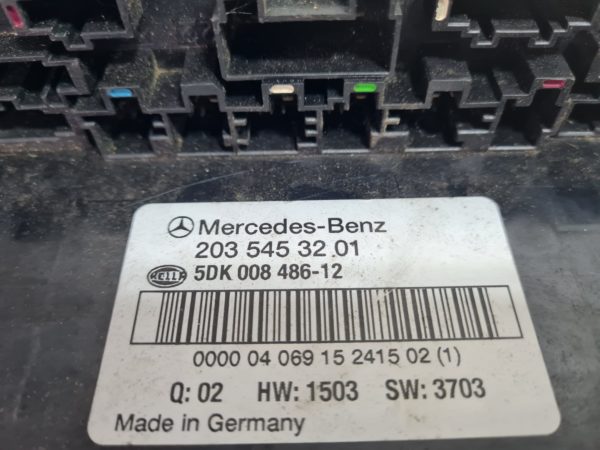 Mercedes-Benz
203 545 32 01
HELLA 5DK 008 486-12
0000 04 069 15 2415 02 (1)
Q: 02 HW: 1503 SW: 3703
Made in Germany